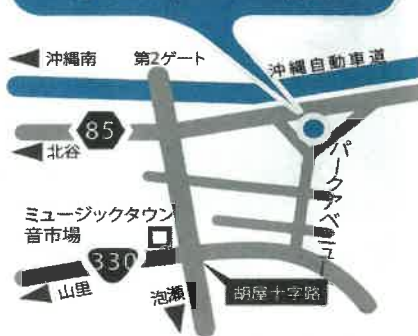 沖縄南
第2ゲート
沖縄自動車道
85
北谷
パークアベニュー
ミュージックタウン
音市場
330
山里
泡瀬
胡屋十字路